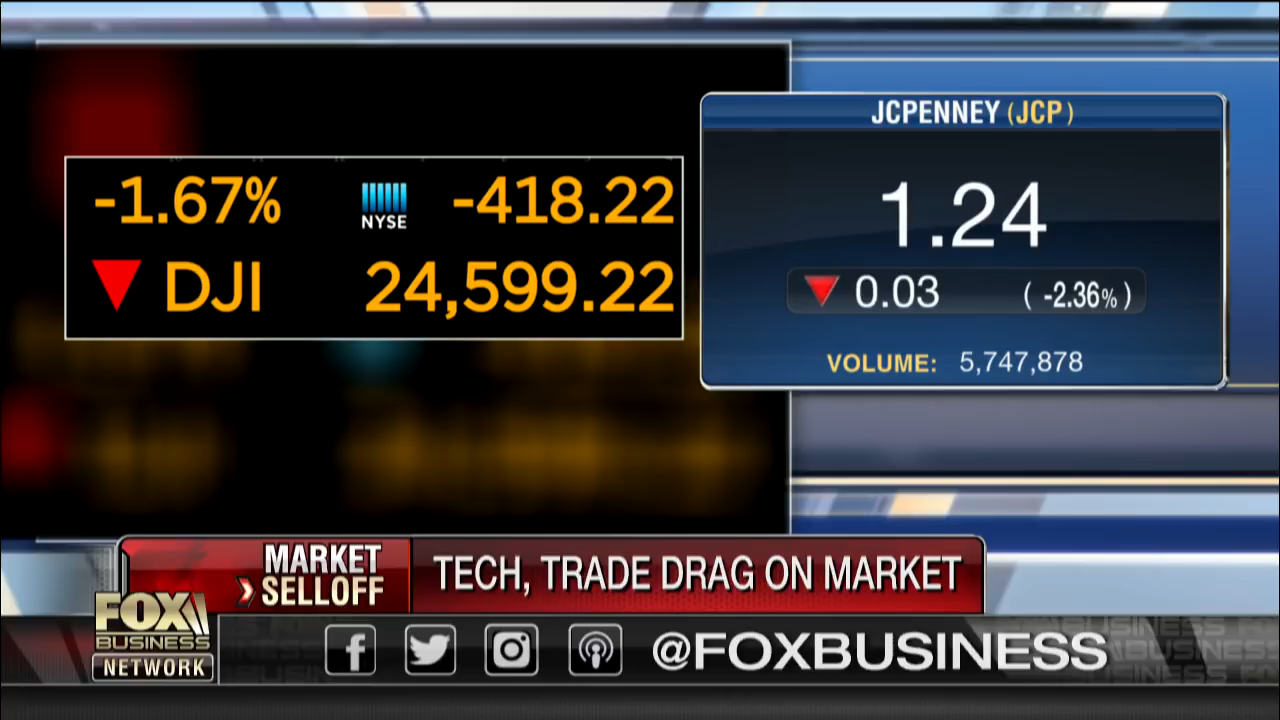 JCPENNEY (JCP)
-1.67% NYSE -418.22
▼ DJI 24,599.22
1.24
▼ 0.03 ( -2.36% )
VOLUME: 5,747,878
MARKET
SELLOFF
TECH, TRADE DRAG ON MARKET
FOX
BUSINESS
NETWORK
@FOXBUSINESS
BUSINESS